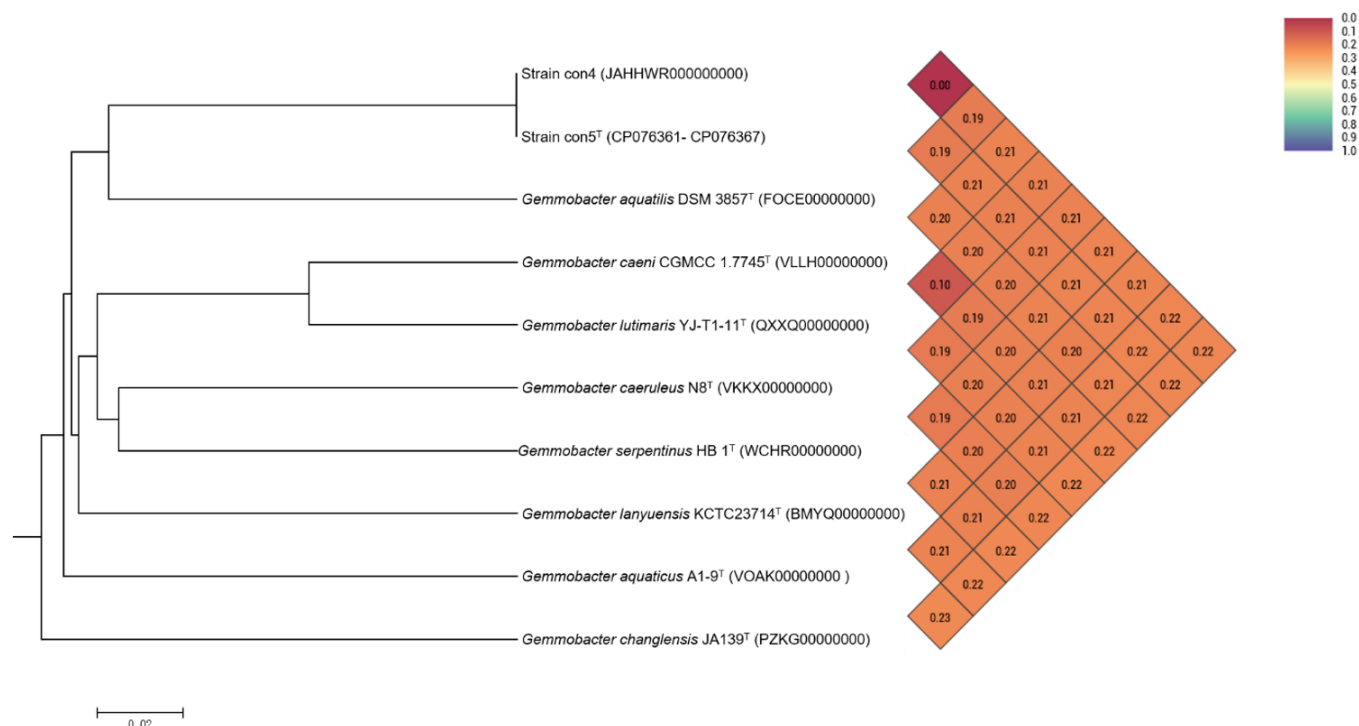 Strain con4 (JAHHWR000000000)
Strain con5ᵀ (CP076361- CP076367)
Gemmobacter aquatilis DSM 3857ᵀ (FOCE00000000)
Gemmobacter caeni CGMCC 1.7745ᵀ (VLLH00000000)
Gemmobacter lutimaris YJ-T1-11ᵀ (QXXQ00000000)
Gemmobacter caeruleus N8ᵀ (VKKX00000000)
Gemmobacter serpentinus HB 1ᵀ (WCHR00000000)
Gemmobacter lanyuensis KCTC23714ᵀ (BMYQ00000000)
Gemmobacter aquaticus A1-9ᵀ (VOAK00000000 )
Gemmobacter changlensis JA139ᵀ (PZKG00000000)
0.02
0.00
0.19
0.19 0.21
0.21 0.21
0.20 0.21 0.21
0.20 0.21 0.21
0.10 0.20 0.21 0.21
0.19 0.21 0.21 0.22
0.19 0.20 0.20 0.22 0.22
0.20 0.21 0.21 0.22
0.19 0.20 0.21 0.22
0.20 0.21 0.22
0.21 0.20 0.22
0.21 0.22
0.21 0.22
0.22
0.23
0.0
0.1
0.2
0.3
0.4
0.5
0.6
0.7
0.8
0.9
1.0